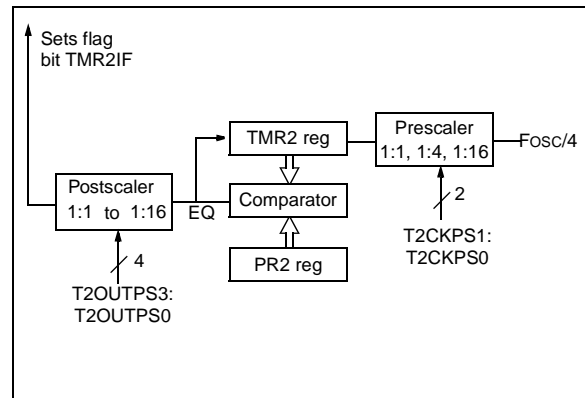 Sets flag
bit TMR2IF
TMR2 reg
Prescaler
1:1, 1:4, 1:16
FOSC/4
Postscaler
1:1 to 1:16
EQ
Comparator
2
4
PR2 reg
T2CKPS1:
T2CKPS0
T2OUTPS3:
T2OUTPS0